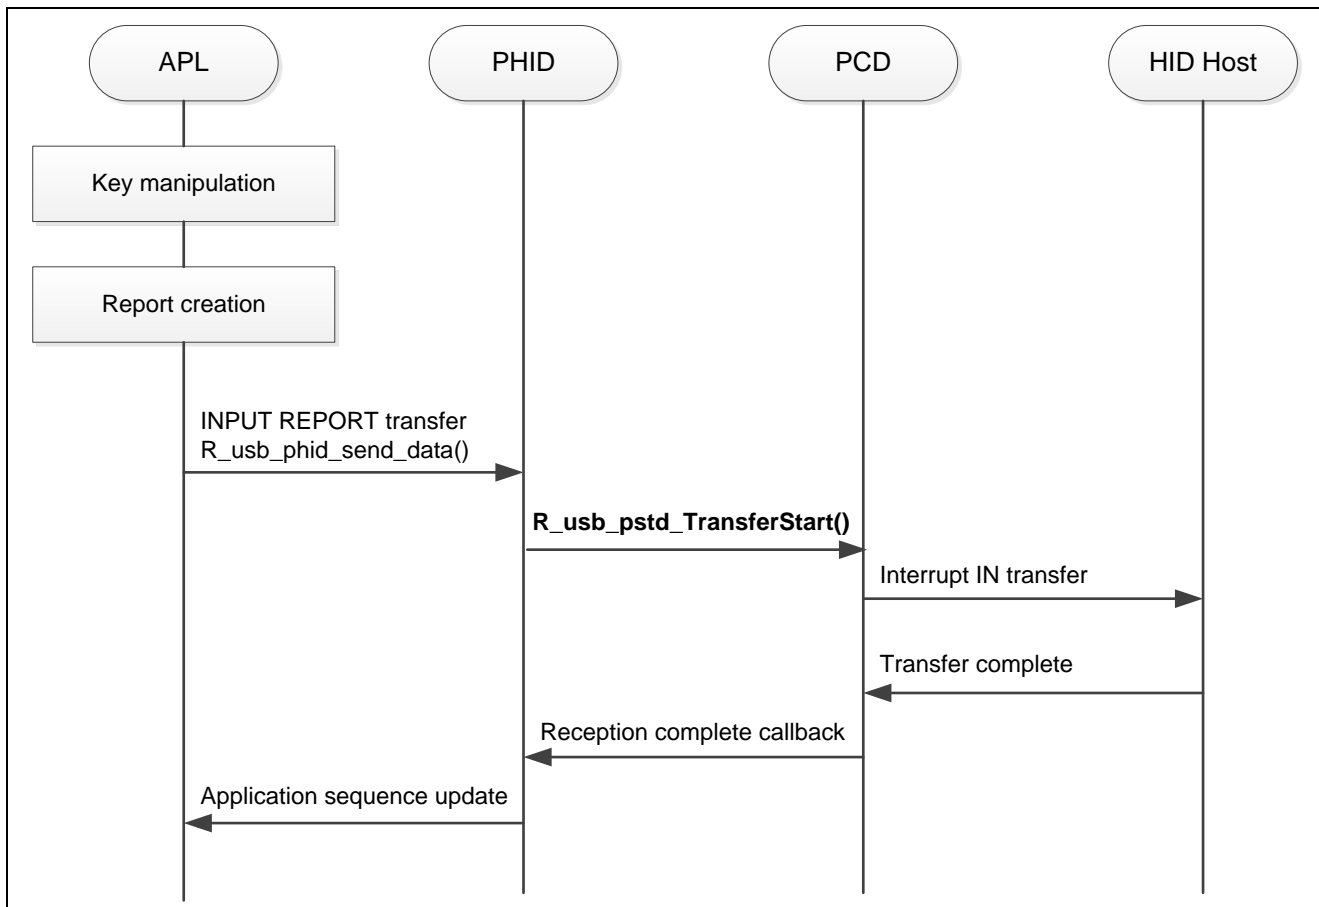 APL
PHID
PCD
HID Host
Key manipulation
Report creation
INPUT REPORT transfer
R_usb_phid_send_data()
R_usb_pstd_TransferStart()
Interrupt IN transfer
Transfer complete
Reception complete callback
Application sequence update